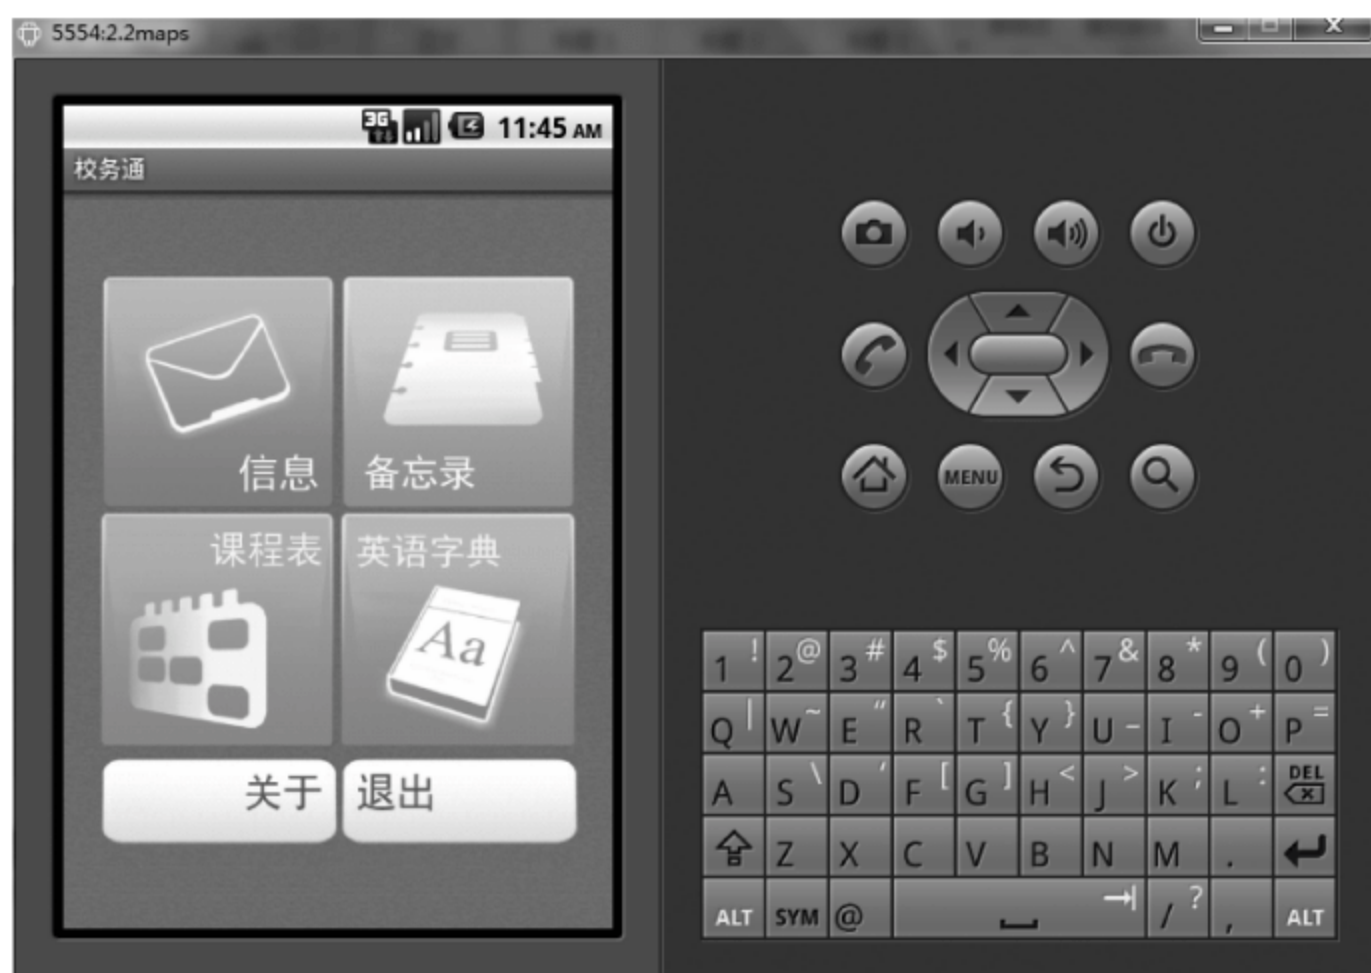 5554:2.2maps
3G 11:45 AM
校务通
信息 备忘录
课程表 英语字典
Aa
关于 退出
MENU
1 ! 2 @ 3 # 4 $ 5 % 6 ^ 7 & 8 * 9 ( 0 )
Q | W ~ E “ R ` T { Y } U _ I - O + P =
A S \ D ‘ F [ G ] H < J > K ; L : DEL
Z X C V B N M .
ALT SYM @ / ? , ALT